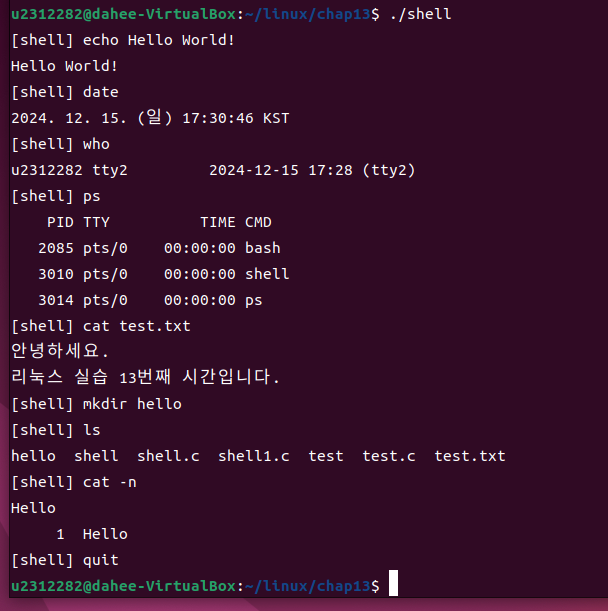 u2312282@dahee-VirtualBox:~/linux/chap13$ ./shell
[shell] echo Hello World!
Hello World!
[shell] date
2024. 12. 15. (일) 17:30:46 KST
[shell] who
u2312282 tty2         2024-12-15 17:28 (tty2)
[shell] ps
    PID TTY          TIME CMD
   2085 pts/0    00:00:00 bash
   3010 pts/0    00:00:00 shell
   3014 pts/0    00:00:00 ps
[shell] cat test.txt
안녕하세요.
리눅스 실습 13번째 시간입니다.
[shell] mkdir hello
[shell] ls
hello  shell  shell.c  shell1.c  test  test.c  test.txt
[shell] cat -n
Hello
     1  Hello
[shell] quit
u2312282@dahee-VirtualBox:~/linux/chap13$